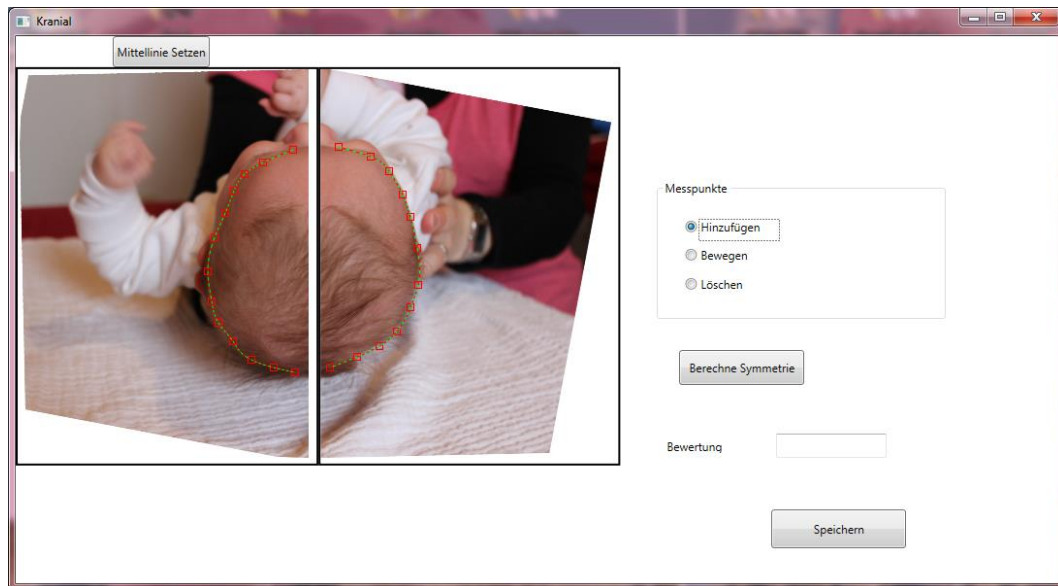 Kranial
Mittellinie Setzen
Messpunkte
Hinzufügen
Bewegen
Löschen
Berechne Symmetrie
Bewertung
Speichern